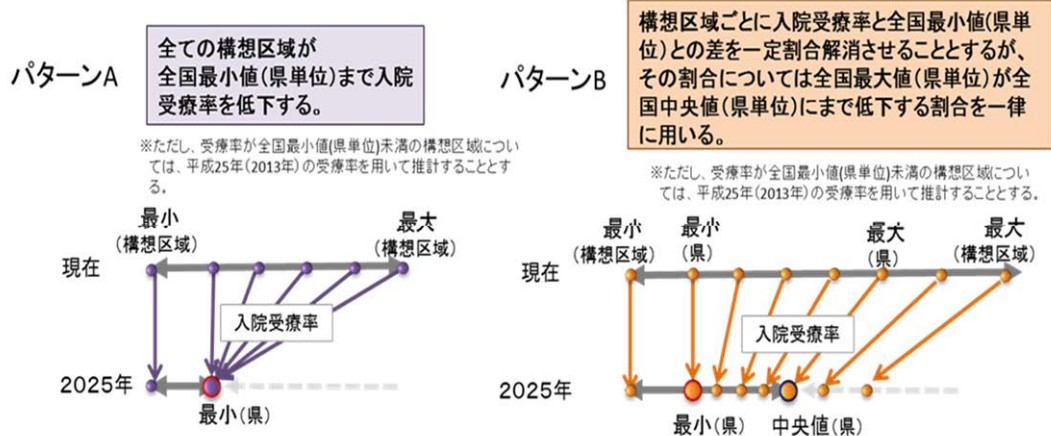 パターンA
全ての構想区域が
全国最小値(県単位)まで入院
受療率を低下する。
※ただし、受療率が全国最小値(県単位)未満の構想区域につい
ては、平成25年(2013年)の受療率を用いて推計することとす
る。
最小
(構想区域)
最大
(構想区域)
現在
入院受療率
2025年
最小(県)
パターンB
構想区域ごとに入院受療率と全国最小値(県単
位)との差を一定割合解消させることとするが、
その割合については全国最大値(県単位)が全
国中央値(県単位)にまで低下する割合を一律
に用いる。
※ただし、受療率が全国最小値(県単位)未満の構想区域につい
ては、平成25年(2013年)の受療率を用いて推計することとする。
最小
(構想区域)
最小
(県)
最大
(県)
最大
(構想区域)
現在
入院受療率
2025年
最小(県)
中央値(県)